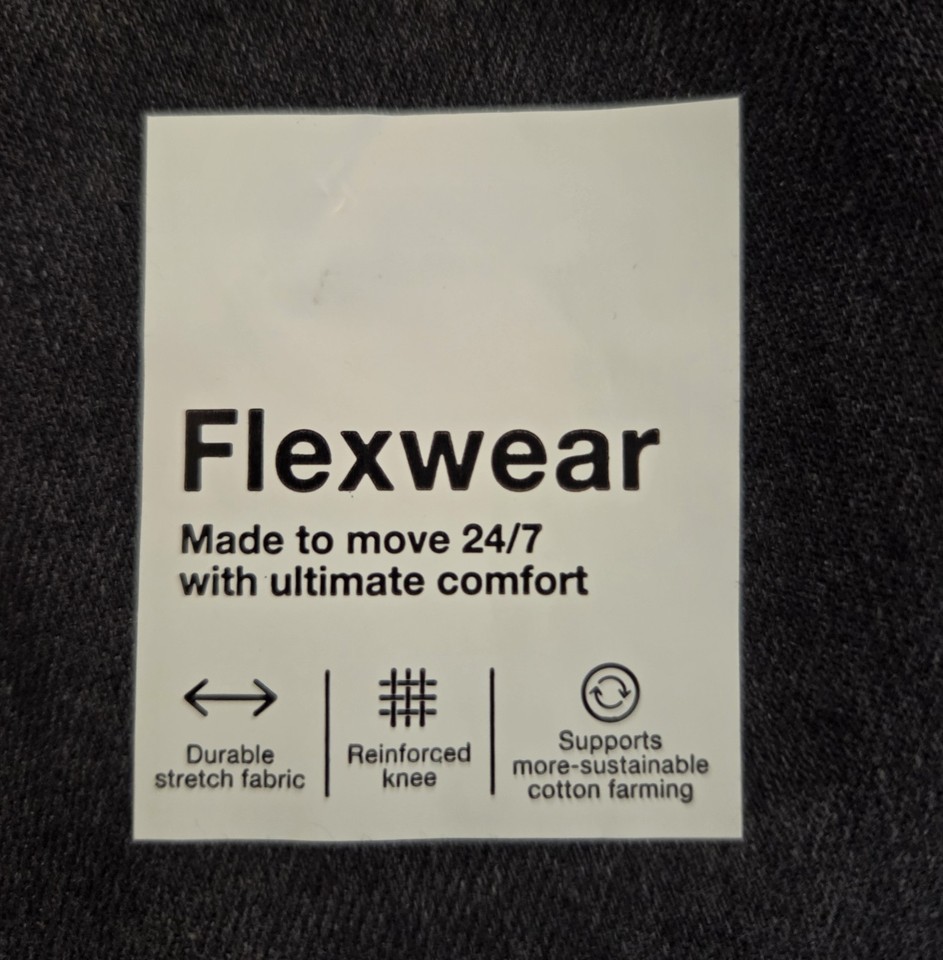 Flexwear
Made to move 24/7
with ultimate comfort
Durable
stretch fabric
Reinforced
knee
Supports
more-sustainable
cotton farming